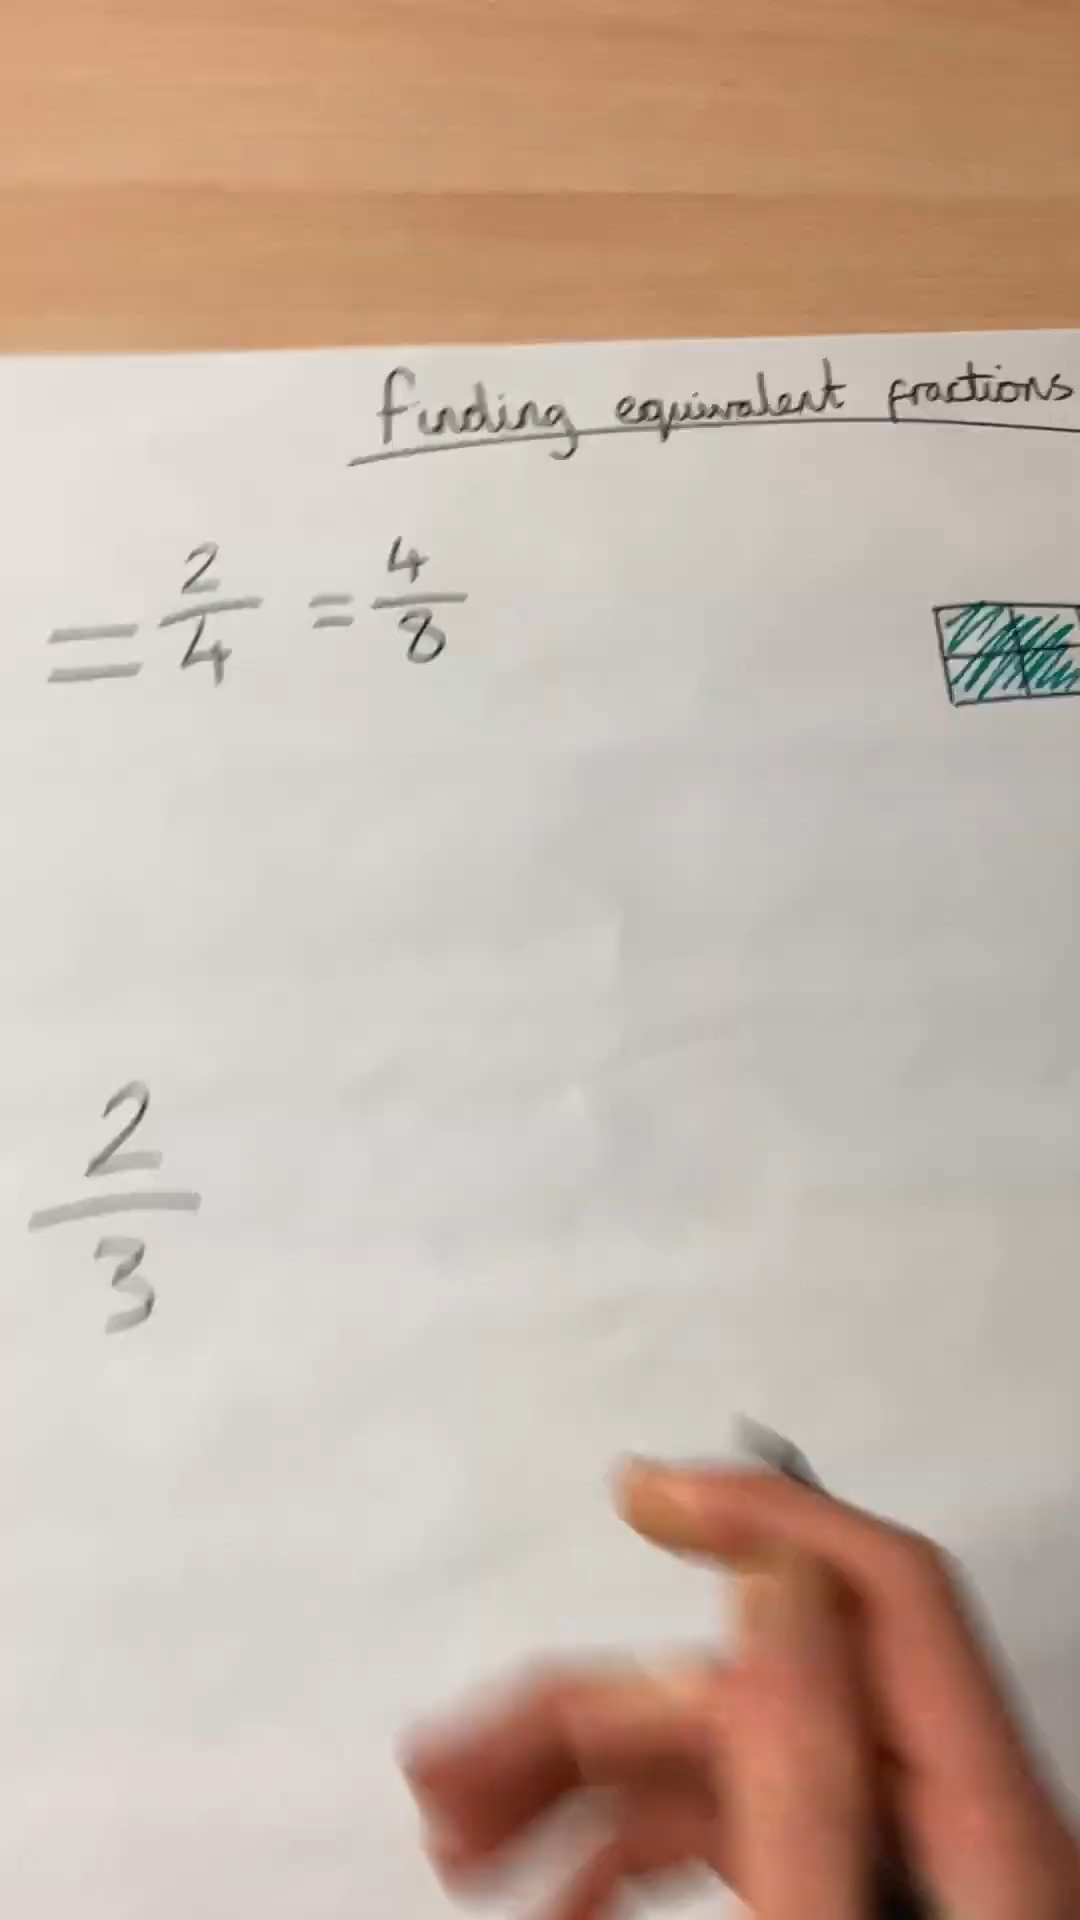 finding equivalent fractions
= 2/4 = 4/8
2/3